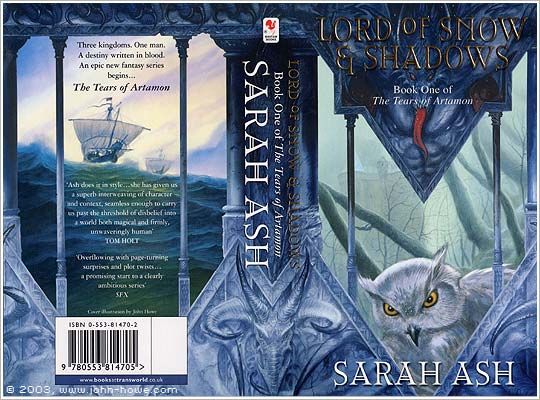 Three kingdoms. One man.
A destiny written in blood.
An epic new fantasy series
begins...
The Tears of Artamon
'Ash does it in style...she has given us
a superb interweaving of character
and context, seamless enough to carry
us past the threshold of disbelief into
a world both magical and firmly,
unwaveringly human'
TOM HOLT
'Overflowing with page-turning
surprises and plot twists...
a promising start to a clearly
ambitious series'
SFX
Cover illustration by John Howe
ISBN 0-553-81470-2
9 780553 814705 >
www.booksattransworld.co.uk
BANTAM
BOOKS
LORD OF SNOW & SHADOWS
Book One of The Tears of Artamon
SARAH ASH
LORD OF SNOW
& SHADOWS
Book One of
The Tears of Artamon
SARAH ASH
© 2003, www.john-howe.com